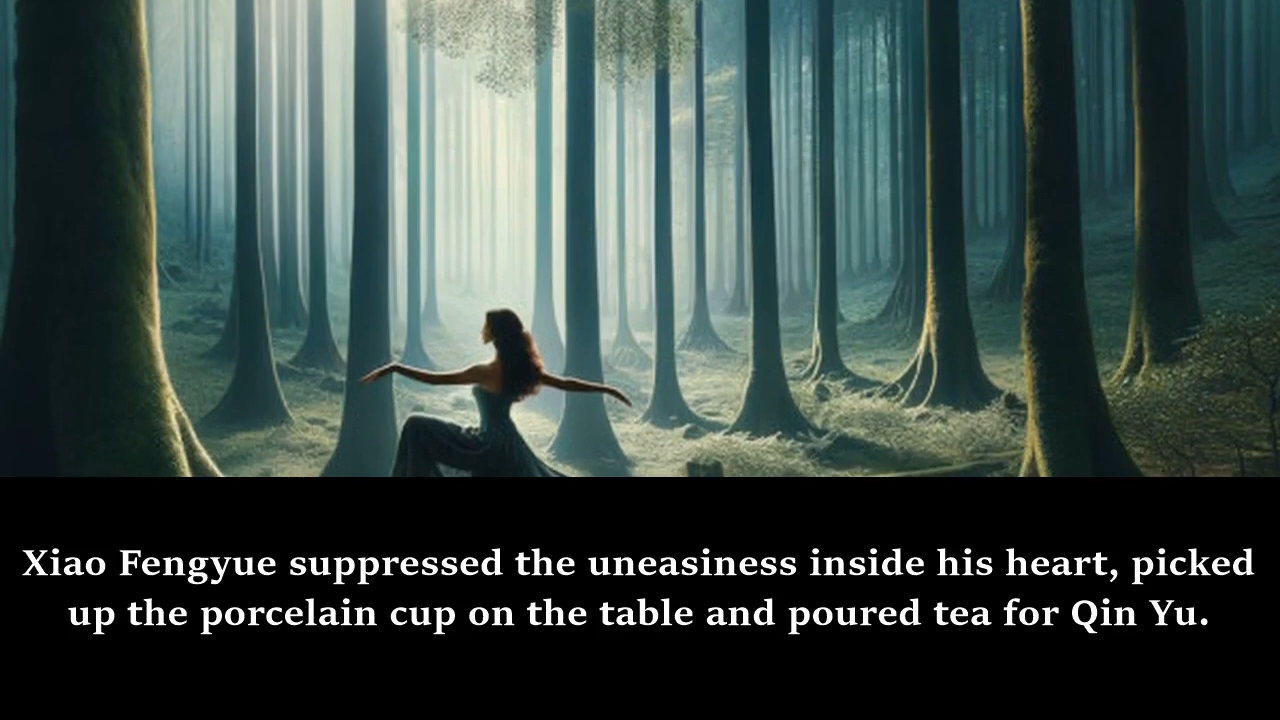 Xiao Fengyue suppressed the uneasiness inside his heart, picked
up the porcelain cup on the table and poured tea for Qin Yu.